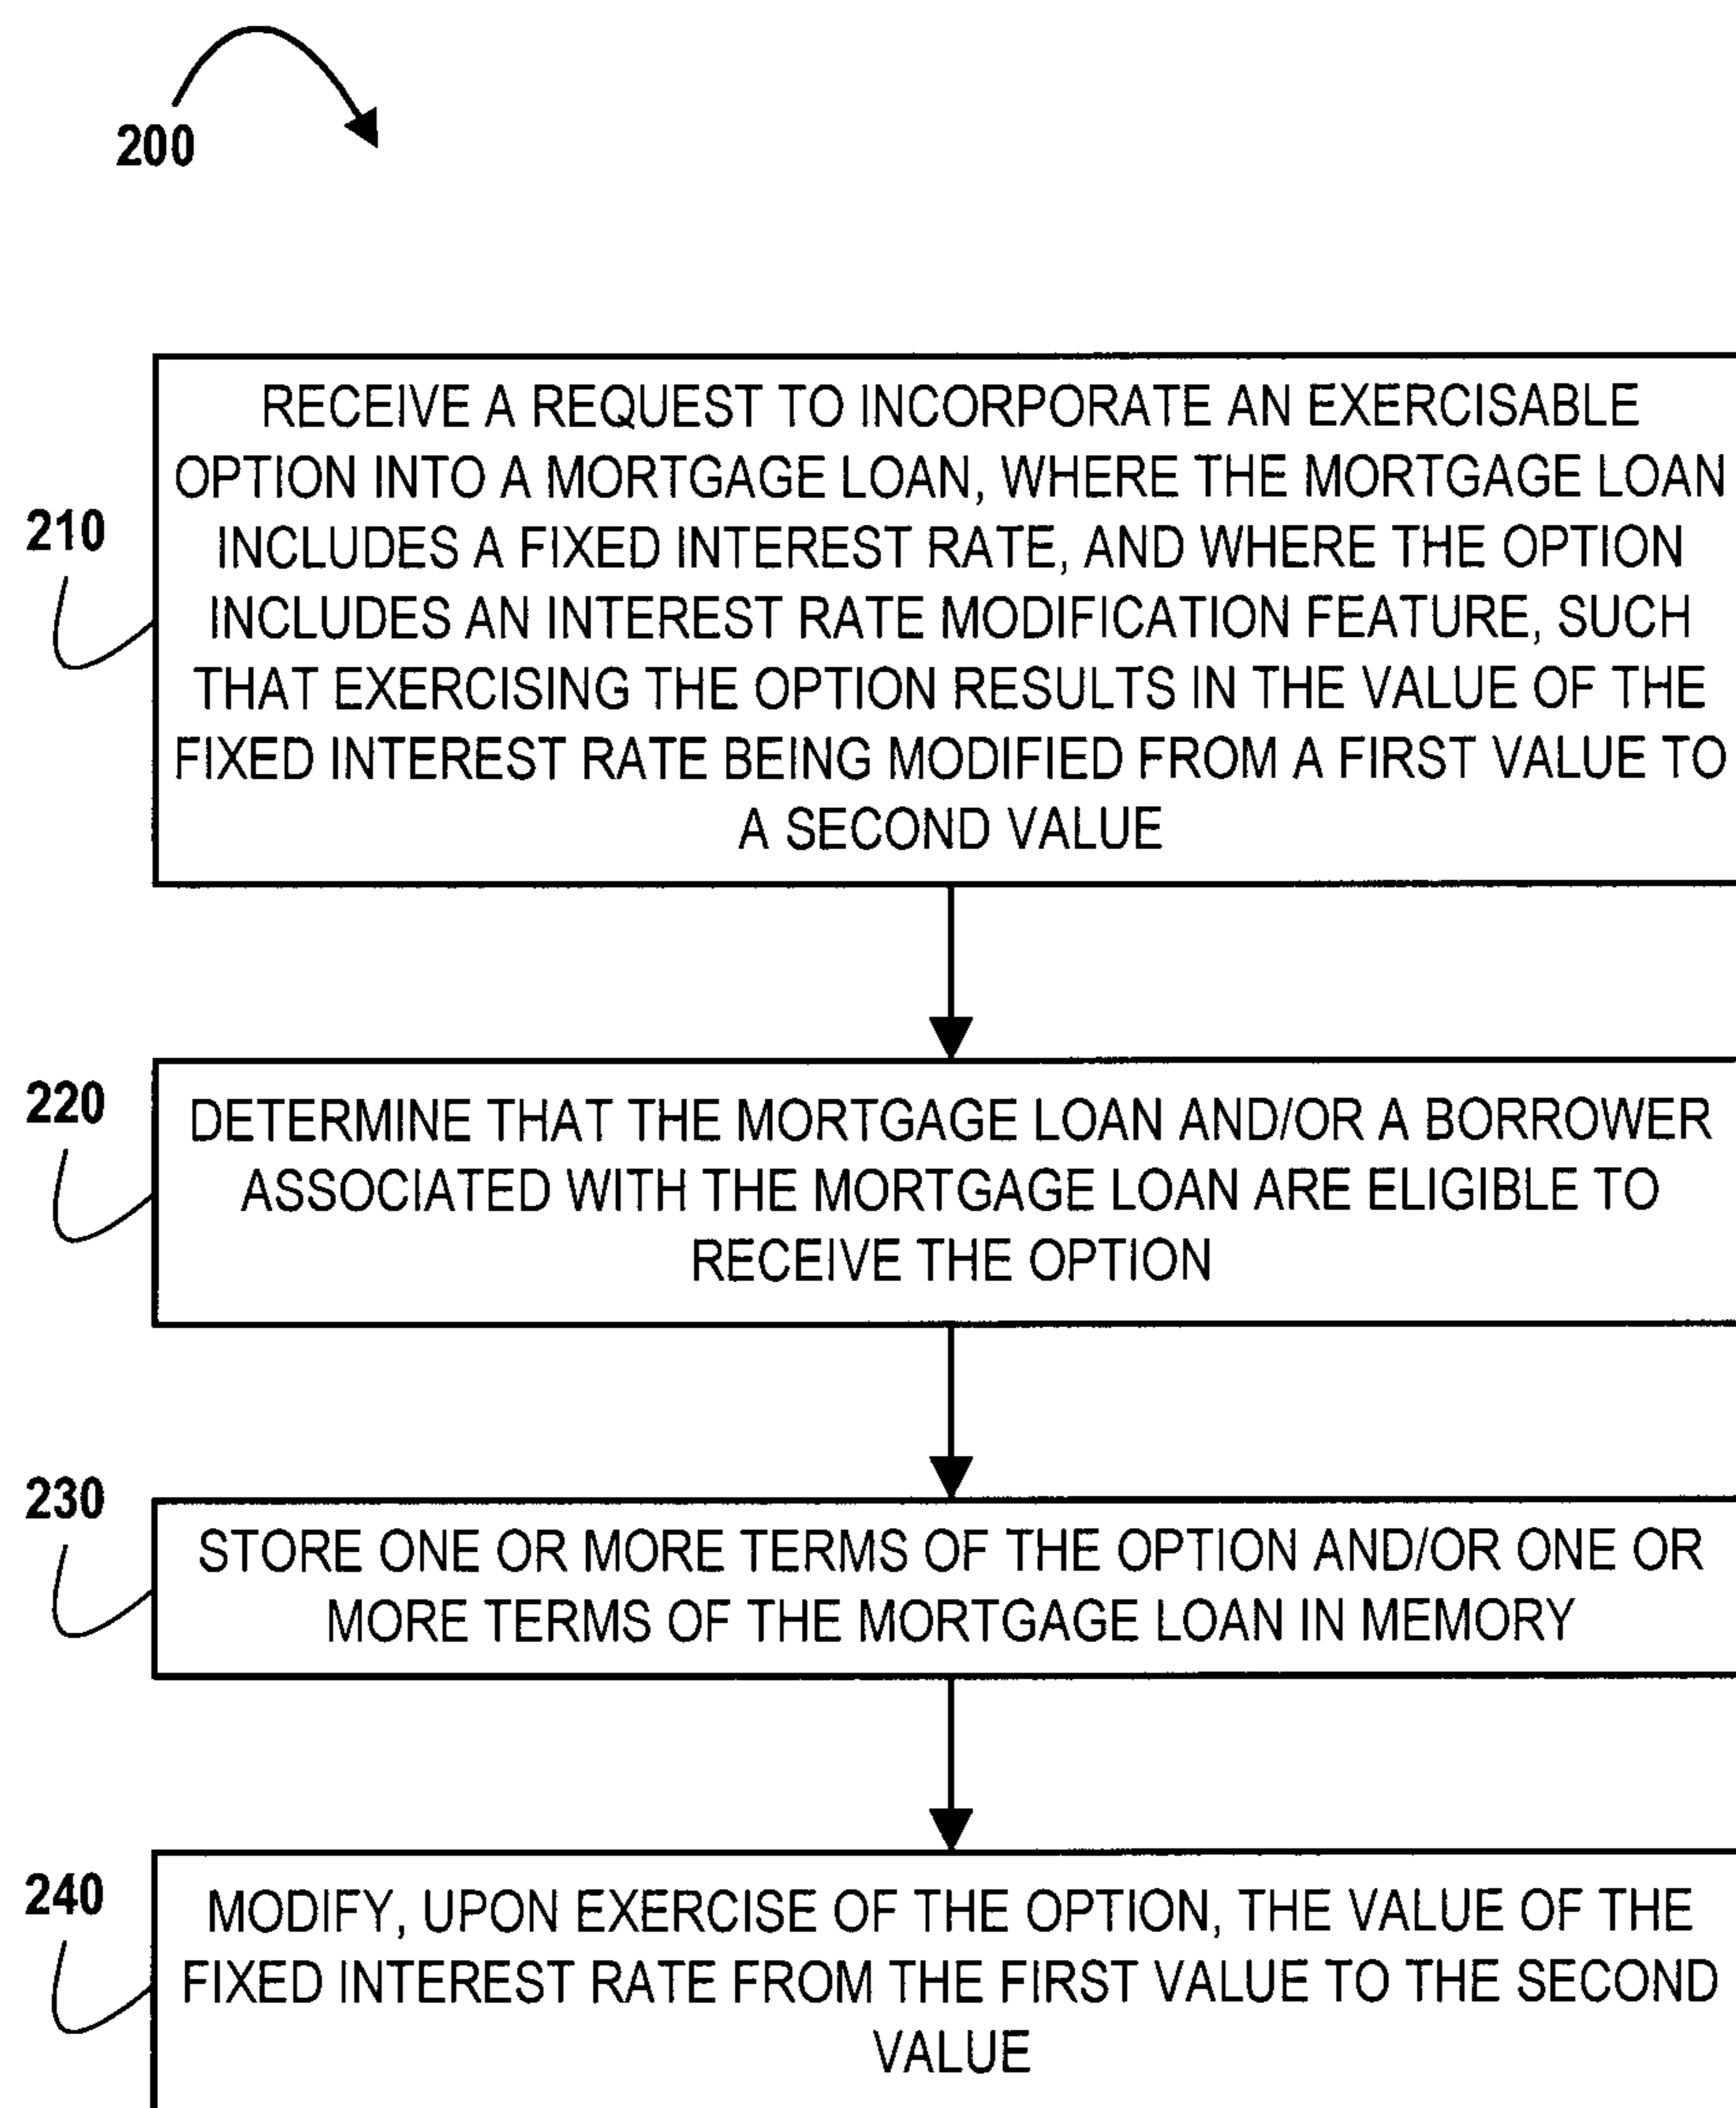 200
210
RECEIVE A REQUEST TO INCORPORATE AN EXERCISABLE
OPTION INTO A MORTGAGE LOAN, WHERE THE MORTGAGE LOAN
INCLUDES A FIXED INTEREST RATE, AND WHERE THE OPTION
INCLUDES AN INTEREST RATE MODIFICATION FEATURE, SUCH
THAT EXERCISING THE OPTION RESULTS IN THE VALUE OF THE
FIXED INTEREST RATE BEING MODIFIED FROM A FIRST VALUE TO
A SECOND VALUE
220
DETERMINE THAT THE MORTGAGE LOAN AND/OR A BORROWER
ASSOCIATED WITH THE MORTGAGE LOAN ARE ELIGIBLE TO
RECEIVE THE OPTION
230
STORE ONE OR MORE TERMS OF THE OPTION AND/OR ONE OR
MORE TERMS OF THE MORTGAGE LOAN IN MEMORY
240
MODIFY, UPON EXERCISE OF THE OPTION, THE VALUE OF THE
FIXED INTEREST RATE FROM THE FIRST VALUE TO THE SECOND
VALUE